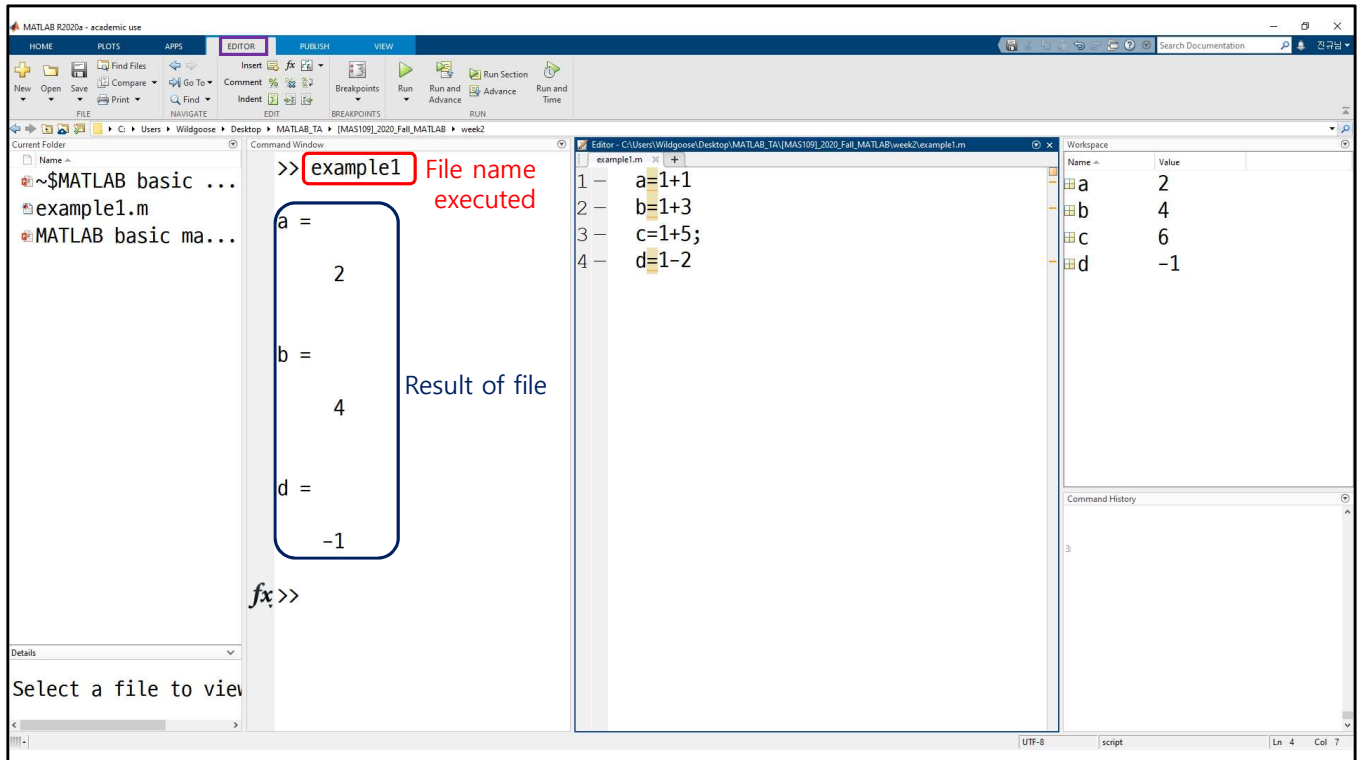 MATLAB R2020a - academic use
HOME PLOTS APPS EDITOR PUBLISH VIEW
Search Documentation
진규님
New Open Save
Find Files
Compare
Print
Go To
Find
Insert fx
Comment
Indent
Breakpoints
Run
Run and Advance
Run Section
Advance
Run and Time
FILE NAVIGATE EDIT BREAKPOINTS RUN
C: Users Wildgoose Desktop MATLAB_TA [MAS109]_2020_Fall_MATLAB week2
Current Folder
Name
~$MATLAB basic ...
example1.m
MATLAB basic ma...
Details
Select a file to view
Command Window
>> example1
File name
executed
a =
2
b =
4
d =
-1
Result of file
fx >>
Editor - C:\Users\Wildgoose\Desktop\MATLAB_TA\[MAS109]_2020_Fall_MATLAB\week2\example1.m
example1.m +
1 - a=1+1
2 - b=1+3
3 - c=1+5;
4 - d=1-2
Workspace
Name Value
a 2
b 4
c 6
d -1
Command History
UTF-8 script Ln 4 Col 7